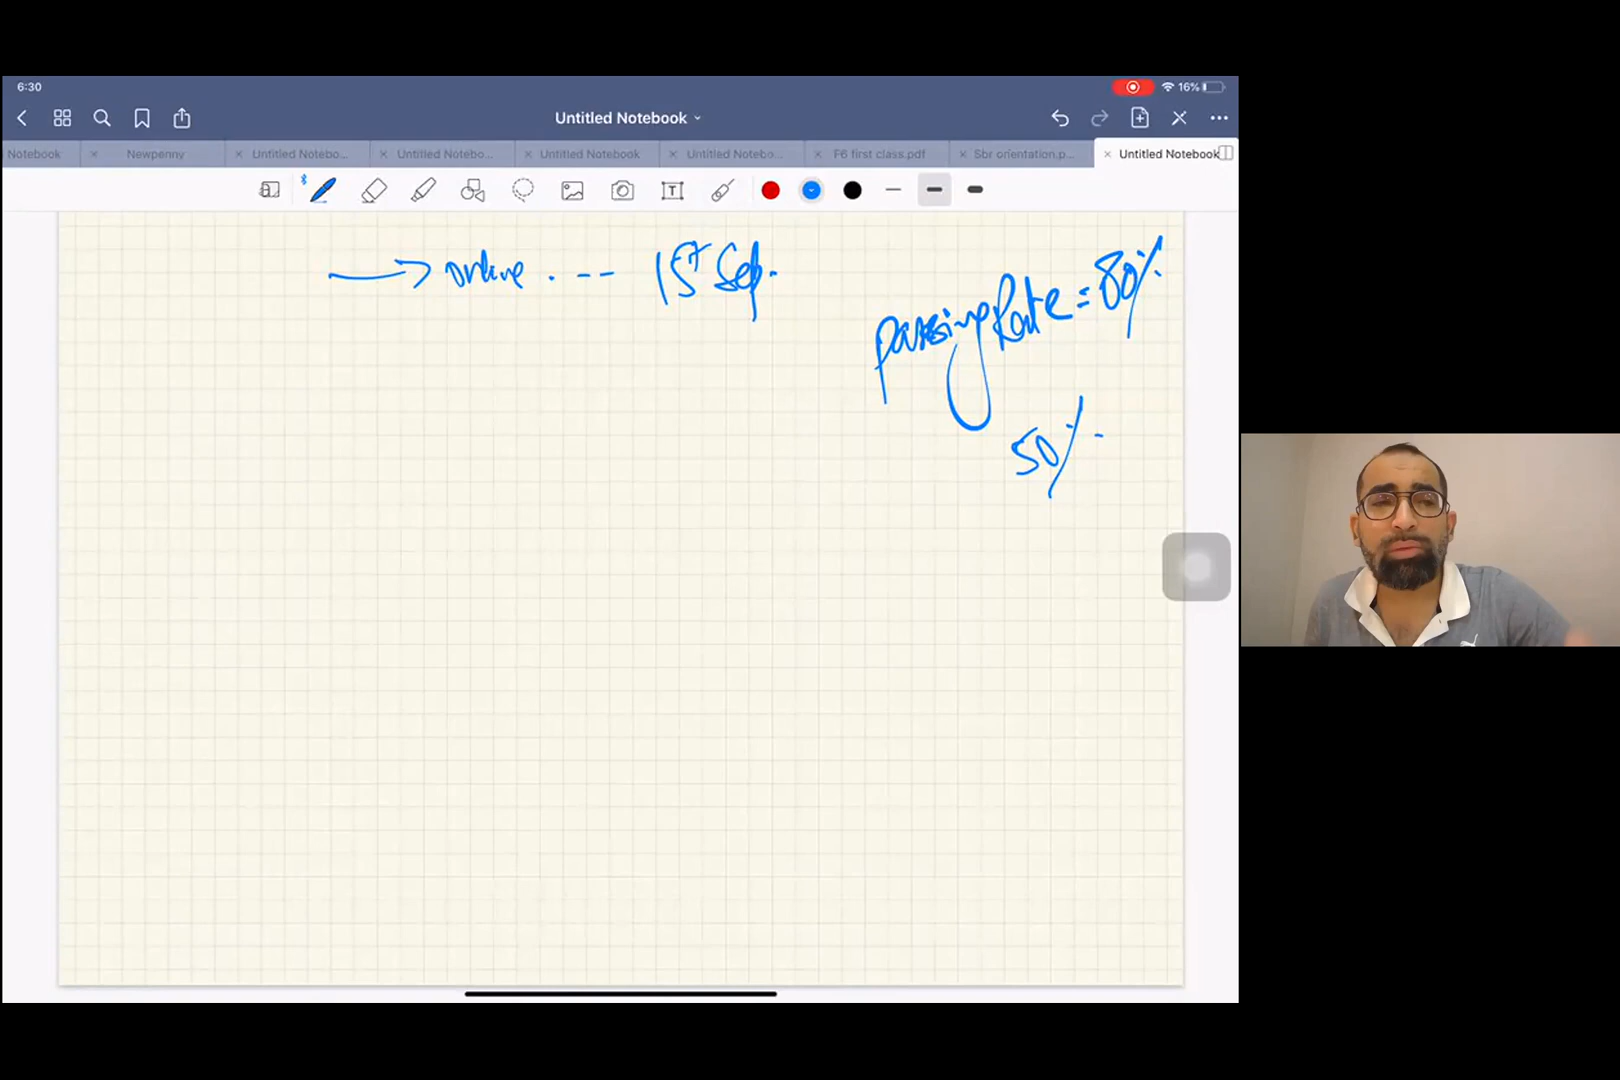 6:30
16%
Untitled Notebook
Notebook
Newpenny
Untitled Notebo...
Untitled Notebo...
Untitled Notebook
Untitled Notebo...
F6 first class.pdf
Sbr orientation.p...
Untitled Notebook
T
→ online . -- 1st Sep.
passing Rate = 80%
50%